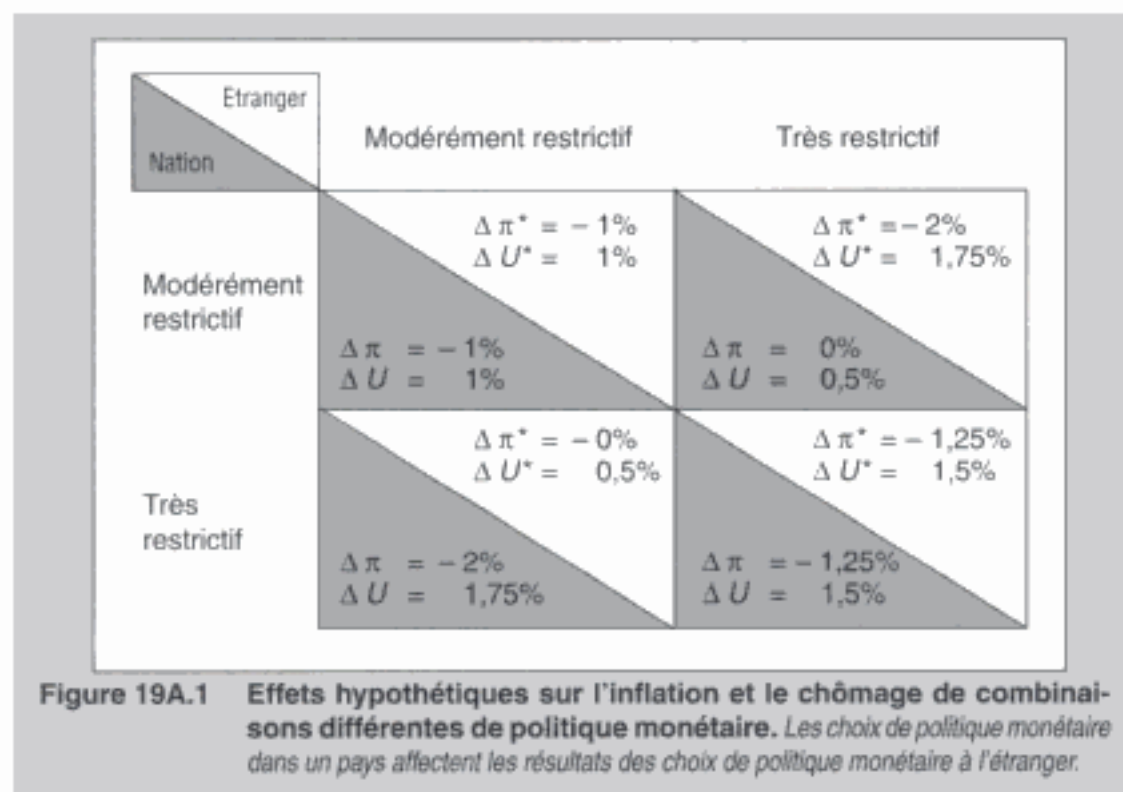 Etranger
Nation
Modérément restrictif
Très restrictif
Modérément
restrictif
Δ π* = – 1%
Δ U* = 1%
Δ π = – 1%
Δ U = 1%
Δ π* = – 2%
Δ U* = 1,75%
Δ π = 0%
Δ U = 0,5%
Très
restrictif
Δ π* = – 0%
Δ U* = 0,5%
Δ π = – 2%
Δ U = 1,75%
Δ π* = – 1,25%
Δ U* = 1,5%
Δ π = – 1,25%
Δ U = 1,5%
Figure 19A.1 Effets hypothétiques sur l'inflation et le chômage de combinai-
sons différentes de politique monétaire. Les choix de politique monétaire
dans un pays affectent les résultats des choix de politique monétaire à l'étranger.